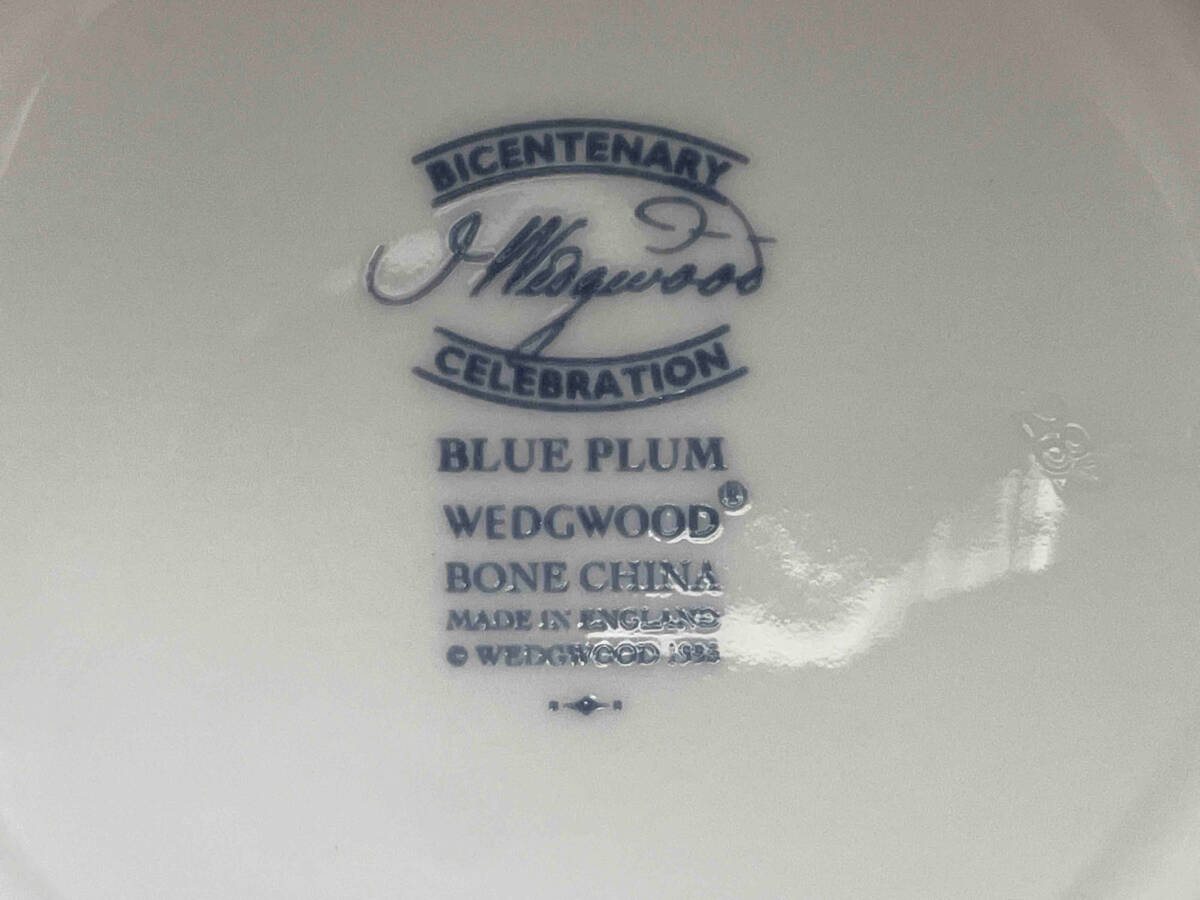 BICENTENARY
J Wedgwood
CELEBRATION
BLUE PLUM
WEDGWOOD®
BONE CHINA
MADE IN ENGLAND
© WEDGWOOD